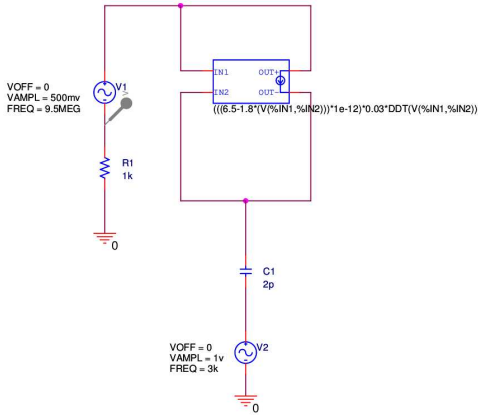 IN1 OUT+
IN2 OUT−
(((6.5-1.8*(V(%IN1,%IN2)))*1e-12)*0.03*DDT(V(%IN1,%IN2))
VOFF = 0
VAMPL = 500mv
FREQ = 9.5MEG
V1
R1
1k
0
C1
2p
VOFF = 0
VAMPL = 1v
FREQ = 3k
V2
0